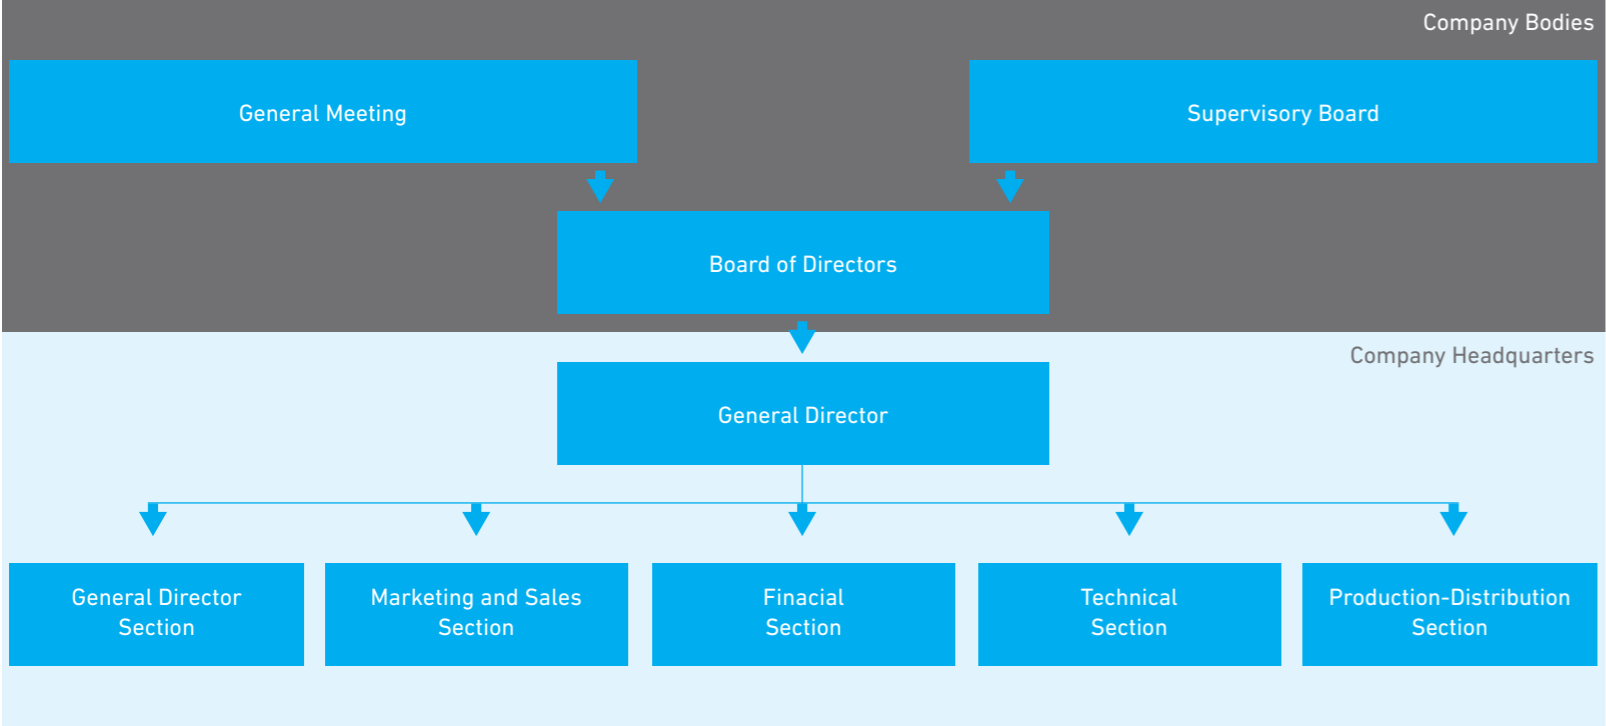 Company Bodies
General Meeting
Supervisory Board
Board of Directors
Company Headquarters
General Director
General Director
Section
Marketing and Sales
Section
Finacial
Section
Technical
Section
Production-Distribution
Section